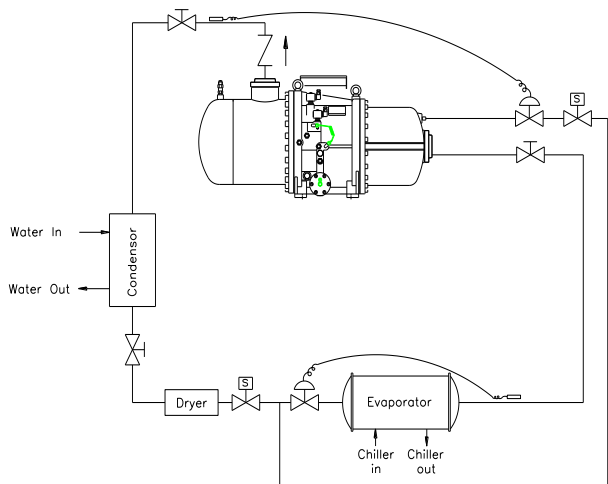 S
Water In
Water Out
Condensor
S
Dryer
Evaporator
Chiller
in
Chiller
out